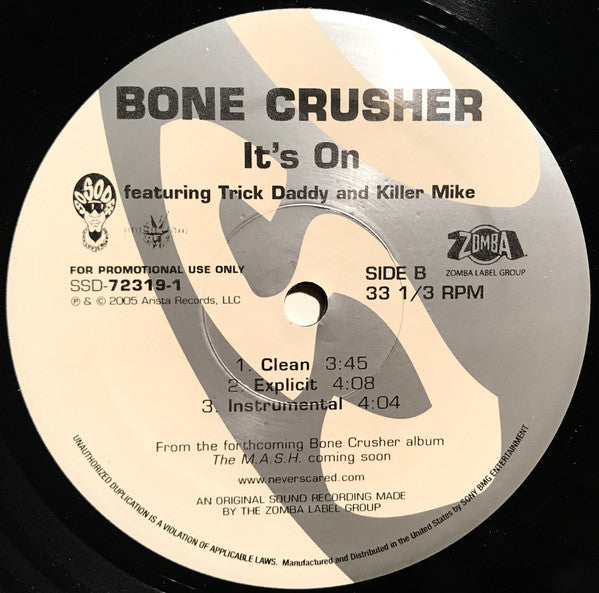 BONE CRUSHER
It's On
featuring Trick Daddy and Killer Mike
SO SO DEF
ZOMBA
ZOMBA LABEL GROUP
FOR PROMOTIONAL USE ONLY
SSD-72319-1
℗ & © 2005 Arista Records, LLC
SIDE B
33 1/3 RPM
1. Clean 3:45
2. Explicit 4:08
3. Instrumental 4:04
From the forthcoming Bone Crusher album
The M.A.S.H. coming soon
www.neverscared.com
AN ORIGINAL SOUND RECORDING MADE
BY THE ZOMBA LABEL GROUP
UNAUTHORIZED DUPLICATION IS A VIOLATION OF APPLICABLE LAWS. Manufactured and Distributed in the United States by SONY BMG ENTERTAINMENT